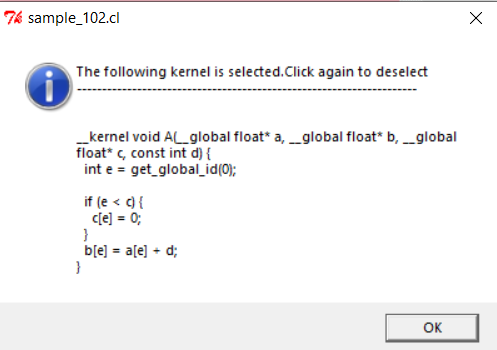 sample_102.cl
The following kernel is selected.Click again to deselect
--------------------------------------------------------------------
__kernel void A(__global float* a, __global float* b, __global
float* c, const int d) {
  int e = get_global_id(0);

  if (e < c) {
    c[e] = 0;
  }
  b[e] = a[e] + d;
}
OK